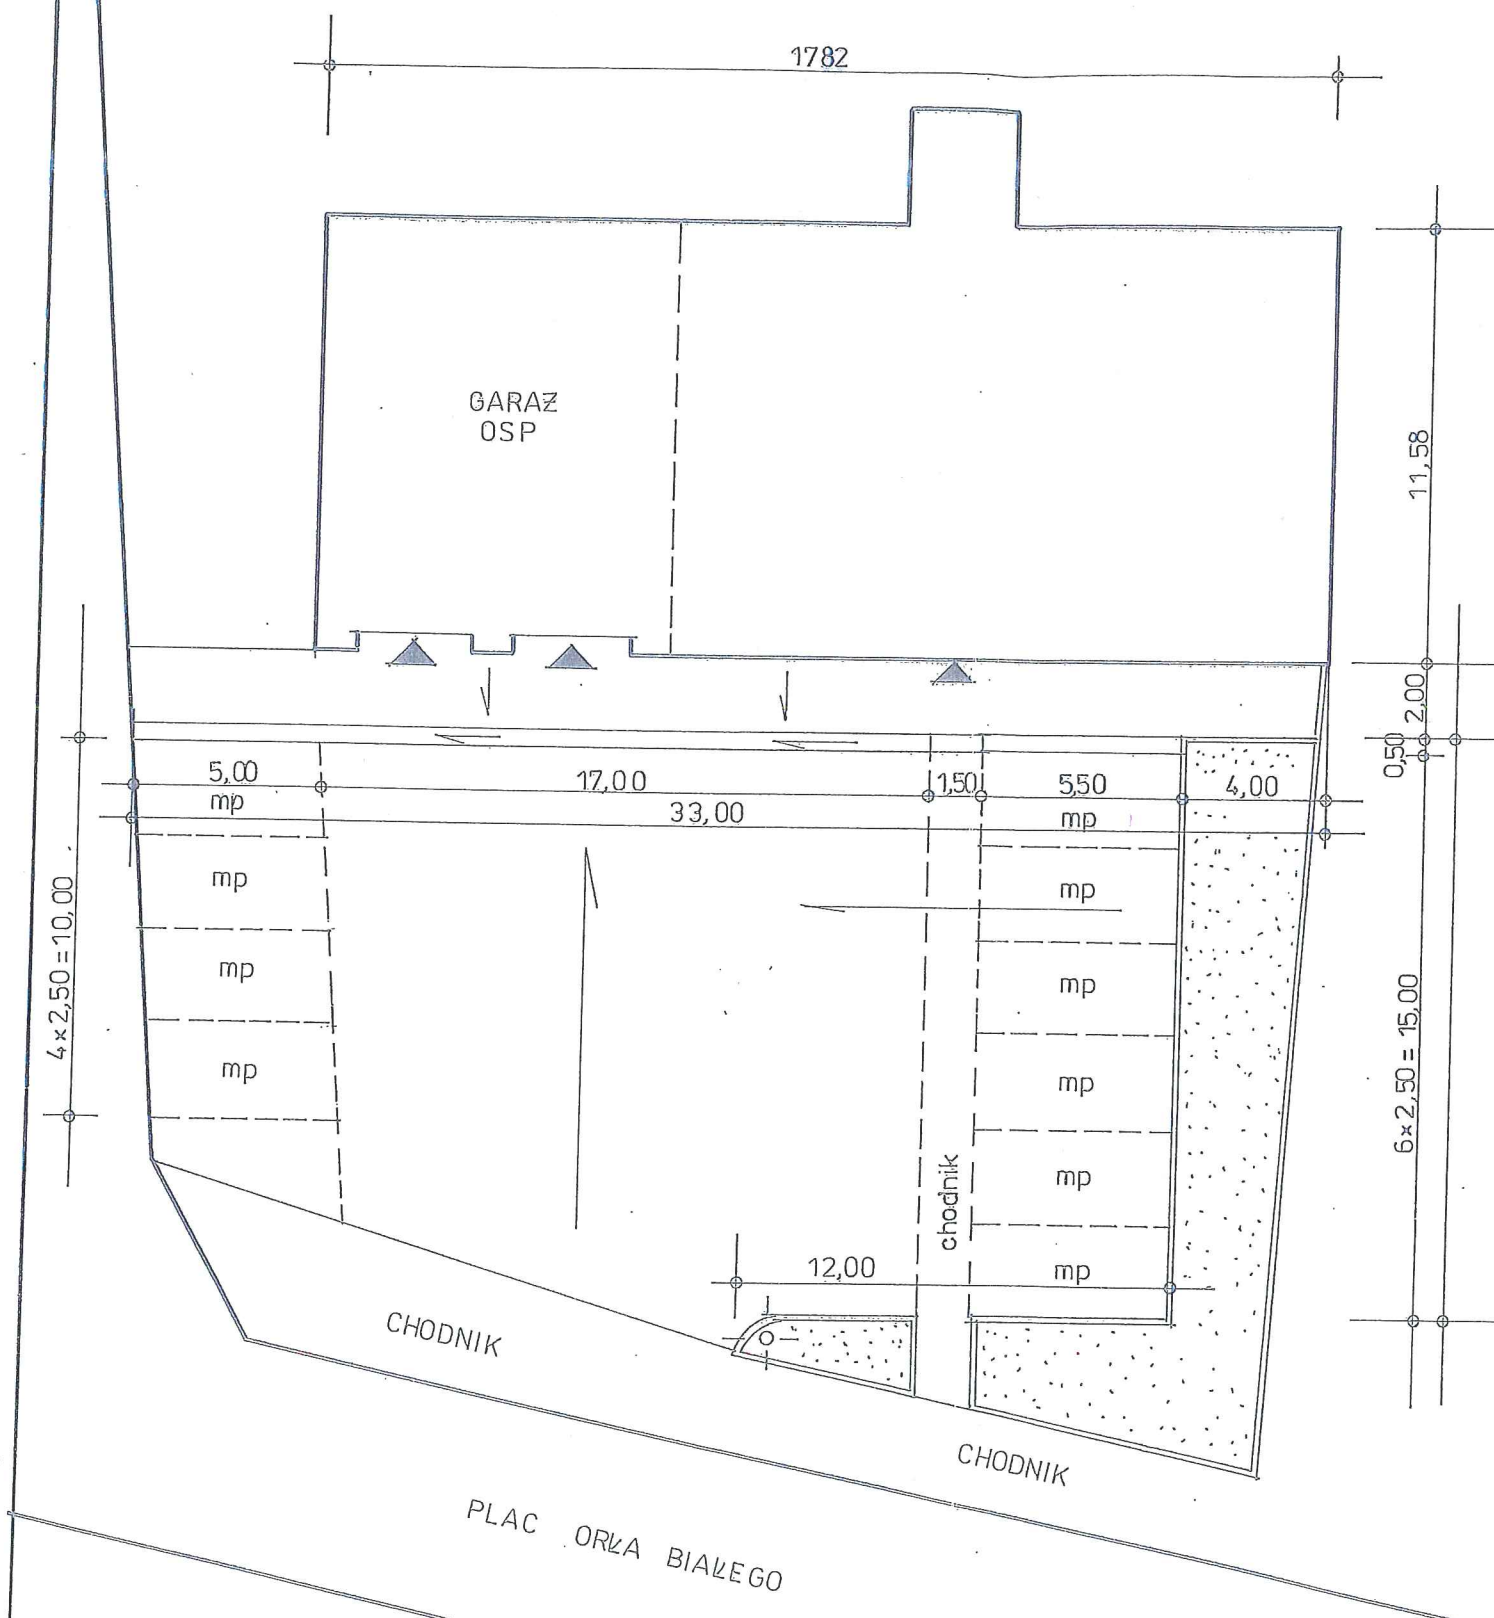 1782
GARAŻ
OSP
11,58
2,00
0,50
5,00
17,00
1,50
5,50
4,00
mp
33,00
mp
mp
mp
mp
mp
mp
mp
mp
mp
4×2,50=10,00
6×2,50=15,00
chodnik
12,00
CHODNIK
CHODNIK
PLAC ORŁA BIAŁEGO